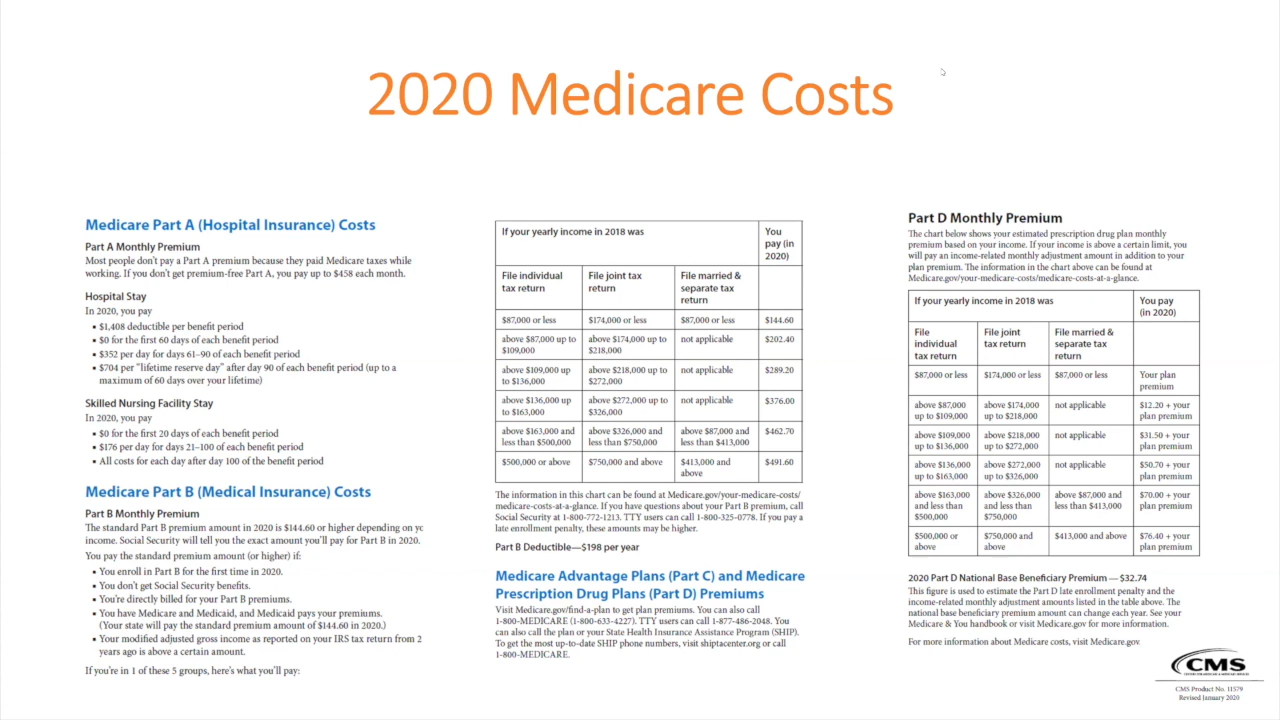 2020 Medicare Costs
Medicare Part A (Hospital Insurance) Costs
Part A Monthly Premium
Most people don't pay a Part A premium because they paid Medicare taxes while
working. If you don't get premium-free Part A, you pay up to $458 each month.
Hospital Stay
In 2020, you pay
▪ $1,408 deductible per benefit period
▪ $0 for the first 60 days of each benefit period
▪ $352 per day for days 61–90 of each benefit period
▪ $704 per "lifetime reserve day" after day 90 of each benefit period (up to a
maximum of 60 days over your lifetime)
Skilled Nursing Facility Stay
In 2020, you pay
▪ $0 for the first 20 days of each benefit period
▪ $176 per day for days 21–100 of each benefit period
▪ All costs for each day after day 100 of the benefit period
Medicare Part B (Medical Insurance) Costs
Part B Monthly Premium
The standard Part B premium amount in 2020 is $144.60 or higher depending on yo
income. Social Security will tell you the exact amount you'll pay for Part B in 2020.
You pay the standard premium amount (or higher) if:
▪ You enroll in Part B for the first time in 2020.
▪ You don't get Social Security benefits.
▪ You're directly billed for your Part B premiums.
▪ You have Medicare and Medicaid, and Medicaid pays your premiums.
(Your state will pay the standard premium amount of $144.60 in 2020.)
▪ Your modified adjusted gross income as reported on your IRS tax return from 2
years ago is above a certain amount.
If you're in 1 of these 5 groups, here's what you'll pay:
If your yearly income in 2018 was
You
pay (in
2020)
File individual
tax return
File joint tax
return
File married &
separate tax
return
$87,000 or less
$174,000 or less
$87,000 or less
$144.60
above $87,000 up to
$109,000
above $174,000 up to
$218,000
not applicable
$202.40
above $109,000 up
to $136,000
above $218,000 up to
$272,000
not applicable
$289.20
above $136,000 up
to $163,000
above $272,000 up to
$326,000
not applicable
$376.00
above $163,000 and
less than $500,000
above $326,000 and
less than $750,000
above $87,000 and
less than $413,000
$462.70
$500,000 or above
$750,000 and above
$413,000 and
above
$491.60
The information in this chart can be found at Medicare.gov/your-medicare-costs/
medicare-costs-at-a-glance. If you have questions about your Part B premium, call
Social Security at 1-800-772-1213. TTY users can call 1-800-325-0778. If you pay a
late enrollment penalty, these amounts may be higher.
Part B Deductible—$198 per year
Medicare Advantage Plans (Part C) and Medicare
Prescription Drug Plans (Part D) Premiums
Visit Medicare.gov/find-a-plan to get plan premiums. You can also call
1-800-MEDICARE (1-800-633-4227). TTY users can call 1-877-486-2048. You
can also call the plan or your State Health Insurance Assistance Program (SHIP).
To get the most up-to-date SHIP phone numbers, visit shiptacenter.org or call
1-800-MEDICARE.
Part D Monthly Premium
The chart below shows your estimated prescription drug plan monthly
premium based on your income. If your income is above a certain limit, you
will pay an income-related monthly adjustment amount in addition to your
plan premium. The information in the chart above can be found at
Medicare.gov/your-medicare-costs/medicare-costs-at-a-glance.
If your yearly income in 2018 was
You pay
(in 2020)
File
individual
tax return
File joint
tax return
File married &
separate tax
return
$87,000 or less
$174,000 or less
$87,000 or less
Your plan
premium
above $87,000
up to $109,000
above $174,000
up to $218,000
not applicable
$12.20 + your
plan premium
above $109,000
up to $136,000
above $218,000
up to $272,000
not applicable
$31.50 + your
plan premium
above $136,000
up to $163,000
above $272,000
up to $326,000
not applicable
$50.70 + your
plan premium
above $163,000
and less than
$500,000
above $326,000
and less than
$750,000
above $87,000 and
less than $413,000
$70.00 + your
plan premium
$500,000 or
above
$750,000 and
above
$413,000 and above
$76.40 + your
plan premium
2020 Part D National Base Beneficiary Premium — $32.74
This figure is used to estimate the Part D late enrollment penalty and the
income-related monthly adjustment amounts listed in the table above. The
national base beneficiary premium amount can change each year. See your
Medicare & You handbook or visit Medicare.gov for more information.
For more information about Medicare costs, visit Medicare.gov.
CMS
CENTERS FOR MEDICARE & MEDICAID SERVICES
CMS Product No. 11579
Revised January 2020